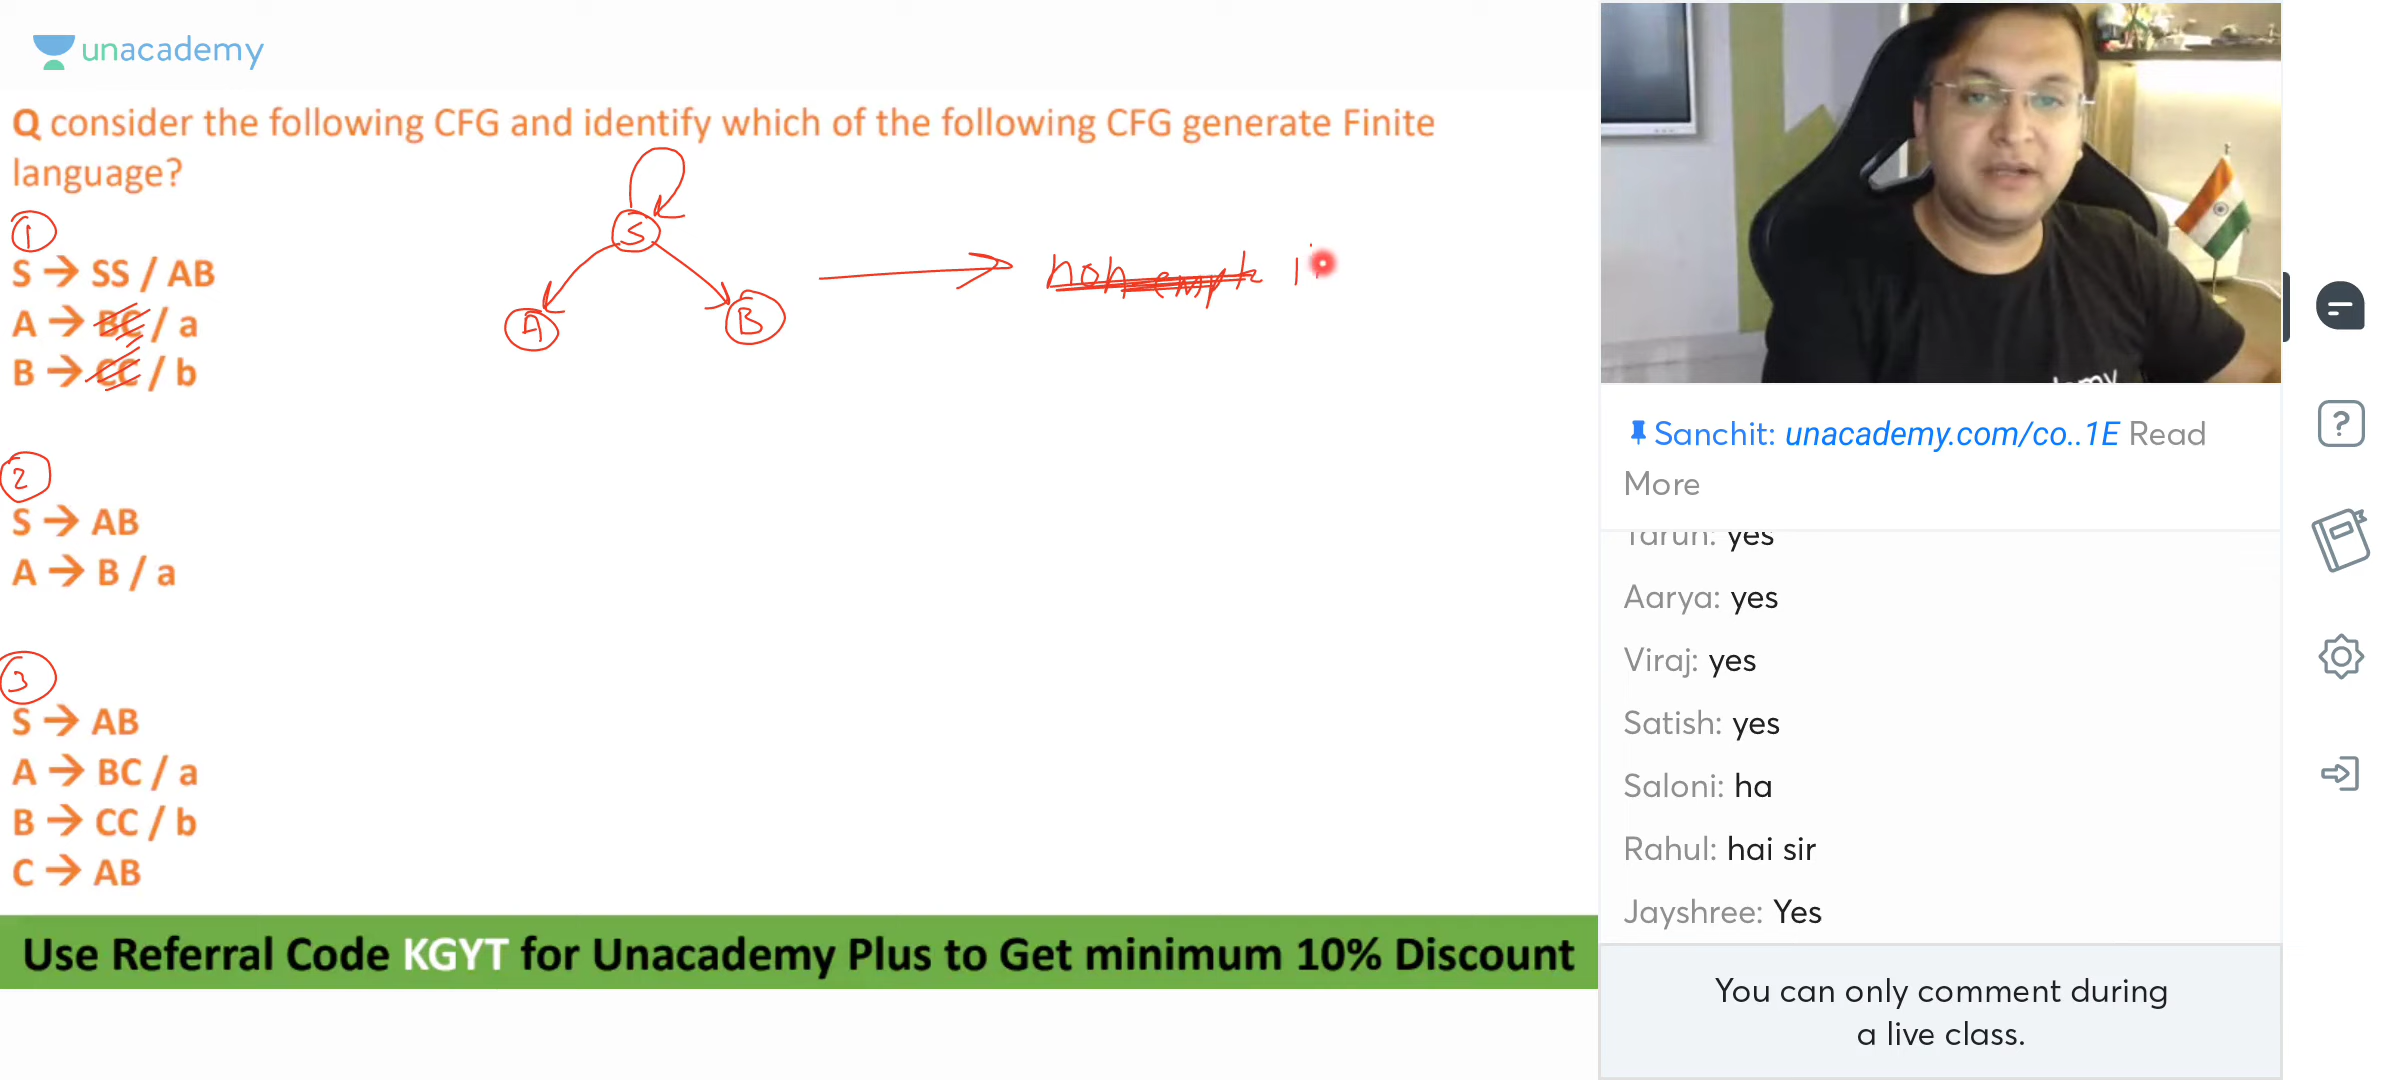 unacademy
Q consider the following CFG and identify which of the following CFG generate Finite
language?
1
S → SS / AB
A → BC / a
B → CC / b
S
A
B
2
S → AB
A → B / a
3
S → AB
A → BC / a
B → CC / b
C → AB
Use Referral Code KGYT for Unacademy Plus to Get minimum 10% Discount
Sanchit: unacademy.com/co..1E Read
More
Tarun: yes
Aarya: yes
Viraj: yes
Satish: yes
Saloni: ha
Rahul: hai sir
Jayshree: Yes
You can only comment during
a live class.